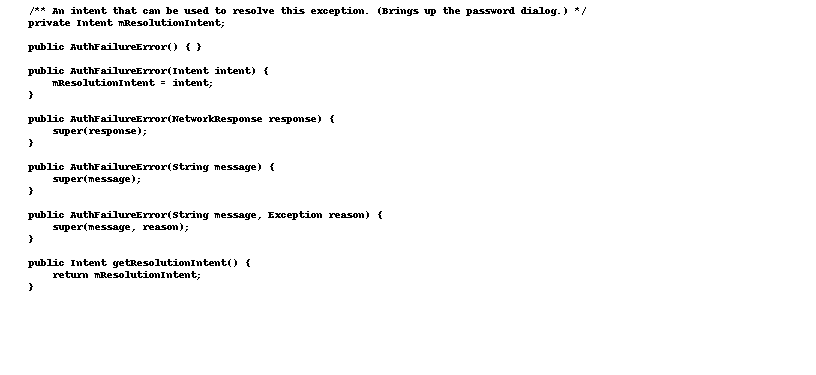 /** An intent that can be used to resolve this exception. (Brings up the password dialog.) */
private Intent mResolutionIntent;
public AuthFailureError() { }
public AuthFailureError(Intent intent) {
mResolutionIntent = intent;
}
public AuthFailureError(NetworkResponse response) {
super(response);
}
public AuthFailureError(String message) {
super(message);
}
public AuthFailureError(String message, Exception reason) {
super(message, reason);
}
public Intent getResolutionIntent() {
return mResolutionIntent;
}